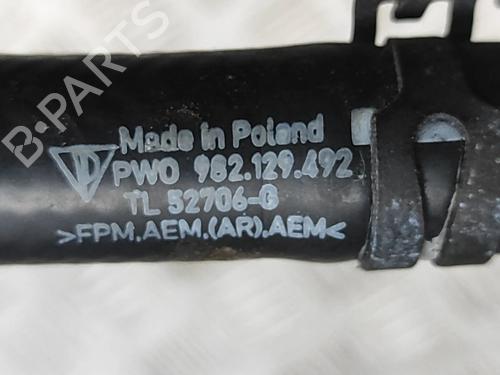 B-PARTS
Made in Poland
PWO 982.129.492
TL 52706-G
>FPM.AEM.(AR).AEM<